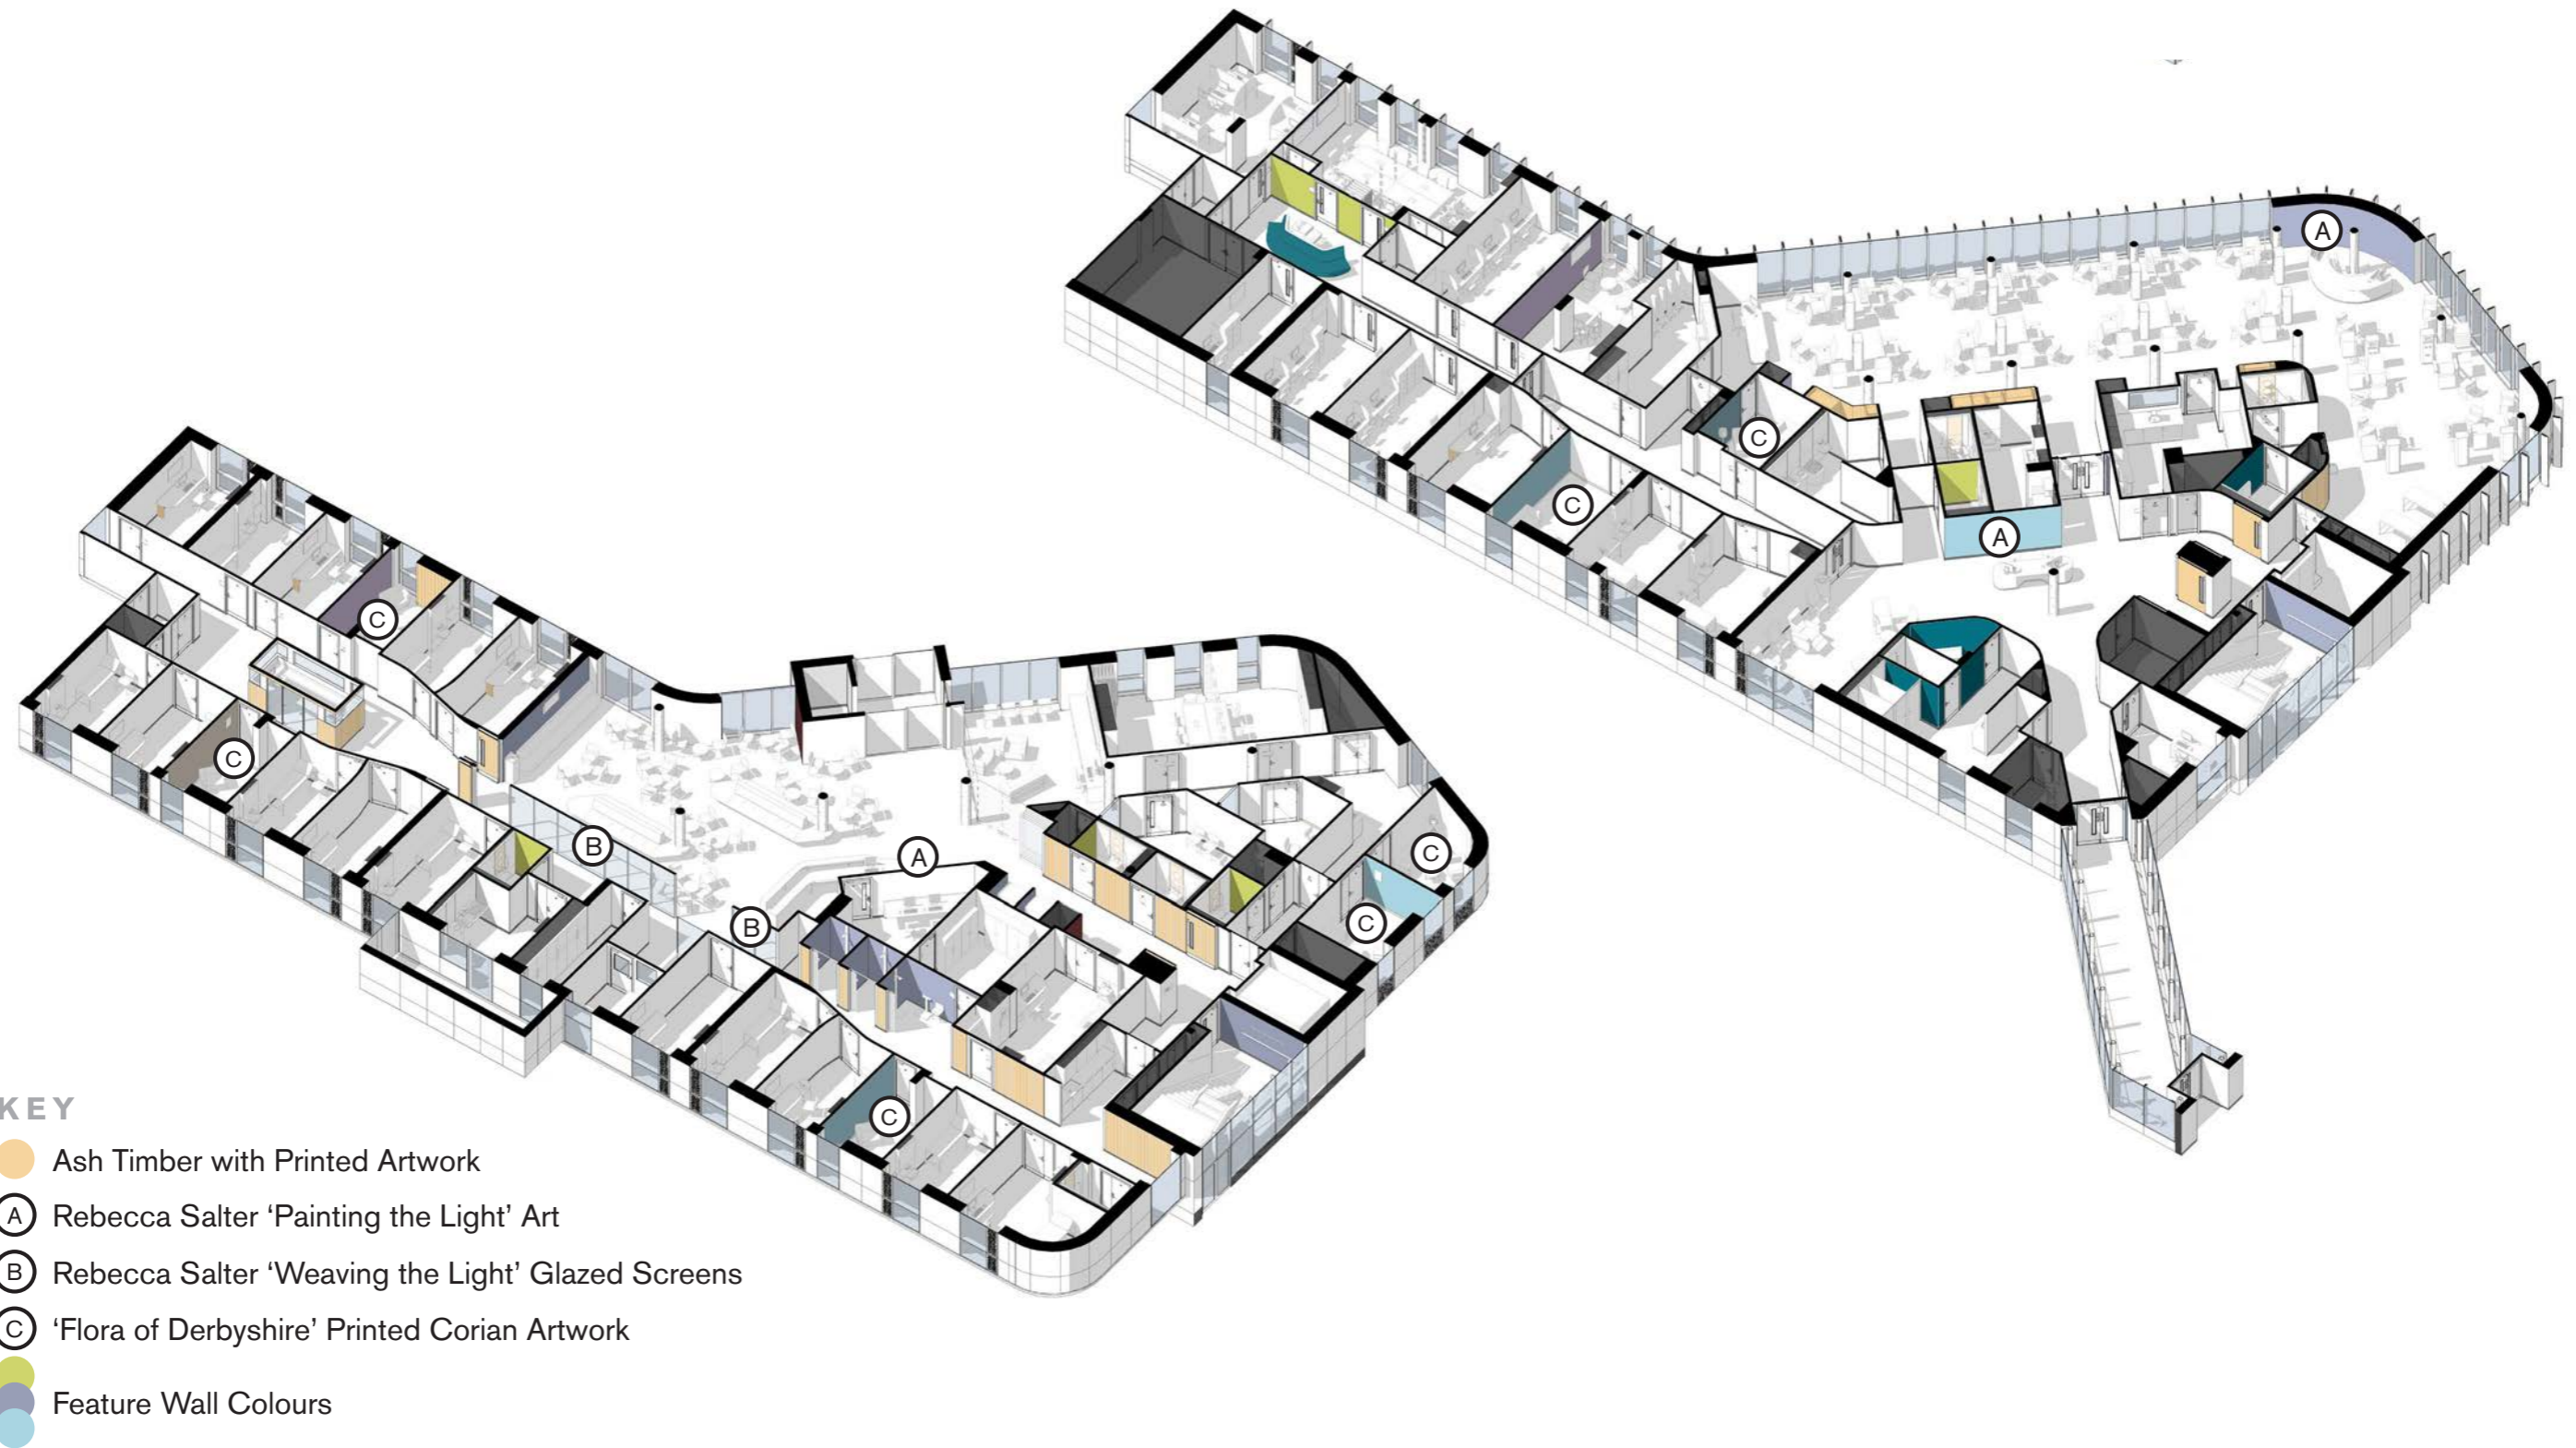 A
C
C
A
C
C
B
A
B
C
C
C
KEY
Ash Timber with Printed Artwork
A Rebecca Salter ‘Painting the Light’ Art
B Rebecca Salter ‘Weaving the Light’ Glazed Screens
C ‘Flora of Derbyshire’ Printed Corian Artwork
Feature Wall Colours